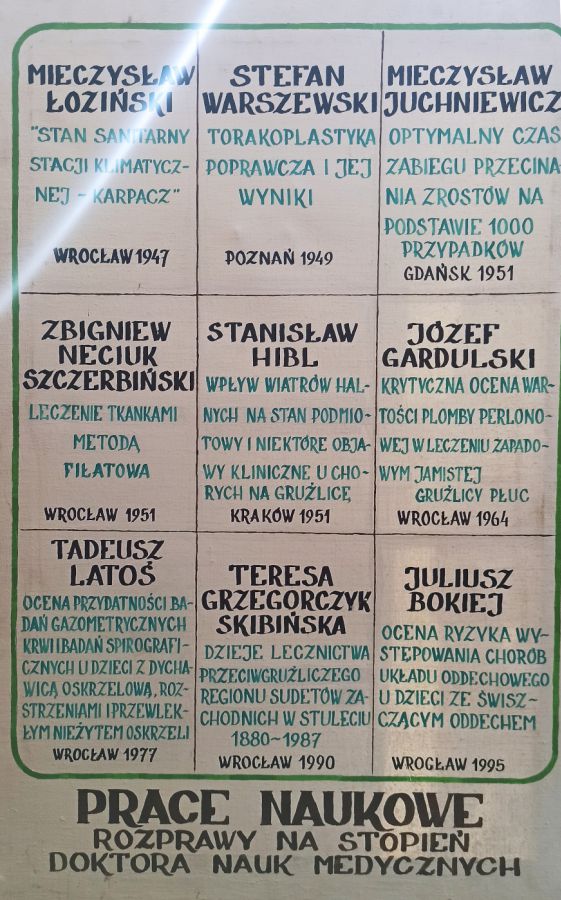 MIECZYSŁAW
ŁOZIŃSKI
"STAN SANITARNY
STACJI KLIMATYCZ-
NEJ - KARPACZ"
WROCŁAW 1947
STEFAN
WARSZEWSKI
TORAKOPLASTYKA
POPRAWCZA I JEJ
WYNIKI
POZNAŃ 1949
MIECZYSŁAW
JUCHNIEWICZ
OPTYMALNY CZAS
ZABIEGU PRZECINA-
NIA ZROSTÓW NA
PODSTAWIE 1000
PRZYPADKÓW
GDAŃSK 1951
ZBIGNIEW
NECIUK
SZCZERBIŃSKI
LECZENIE TKANKAMI
METODĄ
FIŁATOWA
WROCŁAW 1951
STANISŁAW
HIBL
WPŁYW WIATRÓW HAL-
NYCH NA STAN PODMIO-
TOWY I NIEKTÓRE OBJA-
WY KLINICZNE U CHO-
RYCH NA GRUŹLICĘ
KRAKÓW 1951
JÓZEF
GARDULSKI
KRYTYCZNA OCENA WAR-
TOŚCI PLOMBY PERLONO-
WEJ W LECZENIU ZAPADO-
WYM JAMISTEJ
GRUŹLICY PŁUC
WROCŁAW 1964
TADEUSZ
LATOŚ
OCENA PRZYDATNOŚCI BA-
DAŃ GAZOMETRYCZNYCH
KRWI I BADAŃ SPIROGRAFI-
CZNYCH U DZIECI Z DYCHA-
WICĄ OSKRZELOWĄ, ROZ-
STRZENIAMI I PRZEWLEK-
ŁYM NIEŻYTEM OSKRZELI
WROCŁAW 1977
TERESA
GRZEGORCZYK
SKIBIŃSKA
DZIEJE LECZNICTWA
PRZECIWGRUŹLICZEGO
REGIONU SUDETÓW ZA-
CHODNICH W STULECIU
1880-1987
WROCŁAW 1990
JULIUSZ
BOKIEJ
OCENA RYZYKA WY-
STĘPOWANIA CHORÓB
UKŁADU ODDECHOWEGO
U DZIECI ZE ŚWISZ-
CZĄCYM ODDECHEM
WROCŁAW 1995
PRACE NAUKOWE
ROZPRAWY NA STOPIEŃ
DOKTORA NAUK MEDYCZNYCH